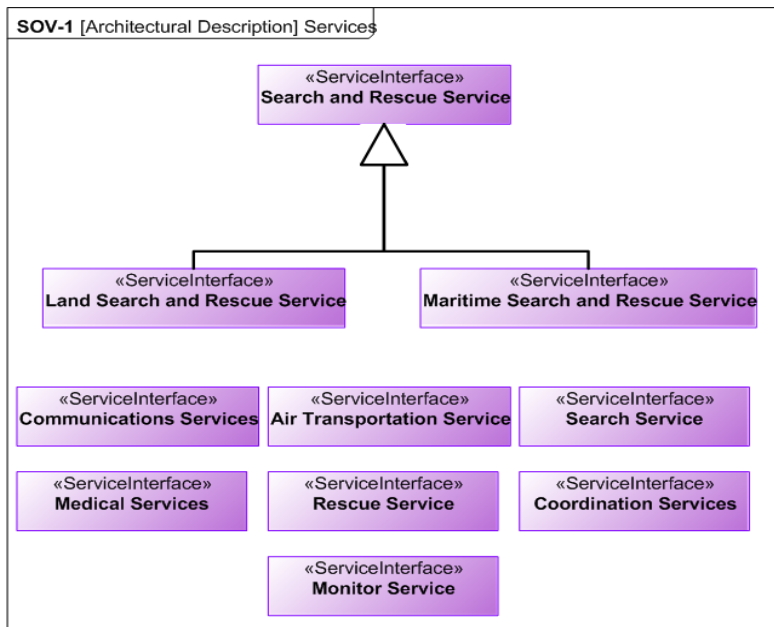 SOV-1 [Architectural Description] Services
«ServiceInterface»
Search and Rescue Service
«ServiceInterface»
Land Search and Rescue Service
«ServiceInterface»
Maritime Search and Rescue Service
«ServiceInterface»
Communications Services
«ServiceInterface»
Air Transportation Service
«ServiceInterface»
Search Service
«ServiceInterface»
Medical Services
«ServiceInterface»
Rescue Service
«ServiceInterface»
Coordination Services
«ServiceInterface»
Monitor Service